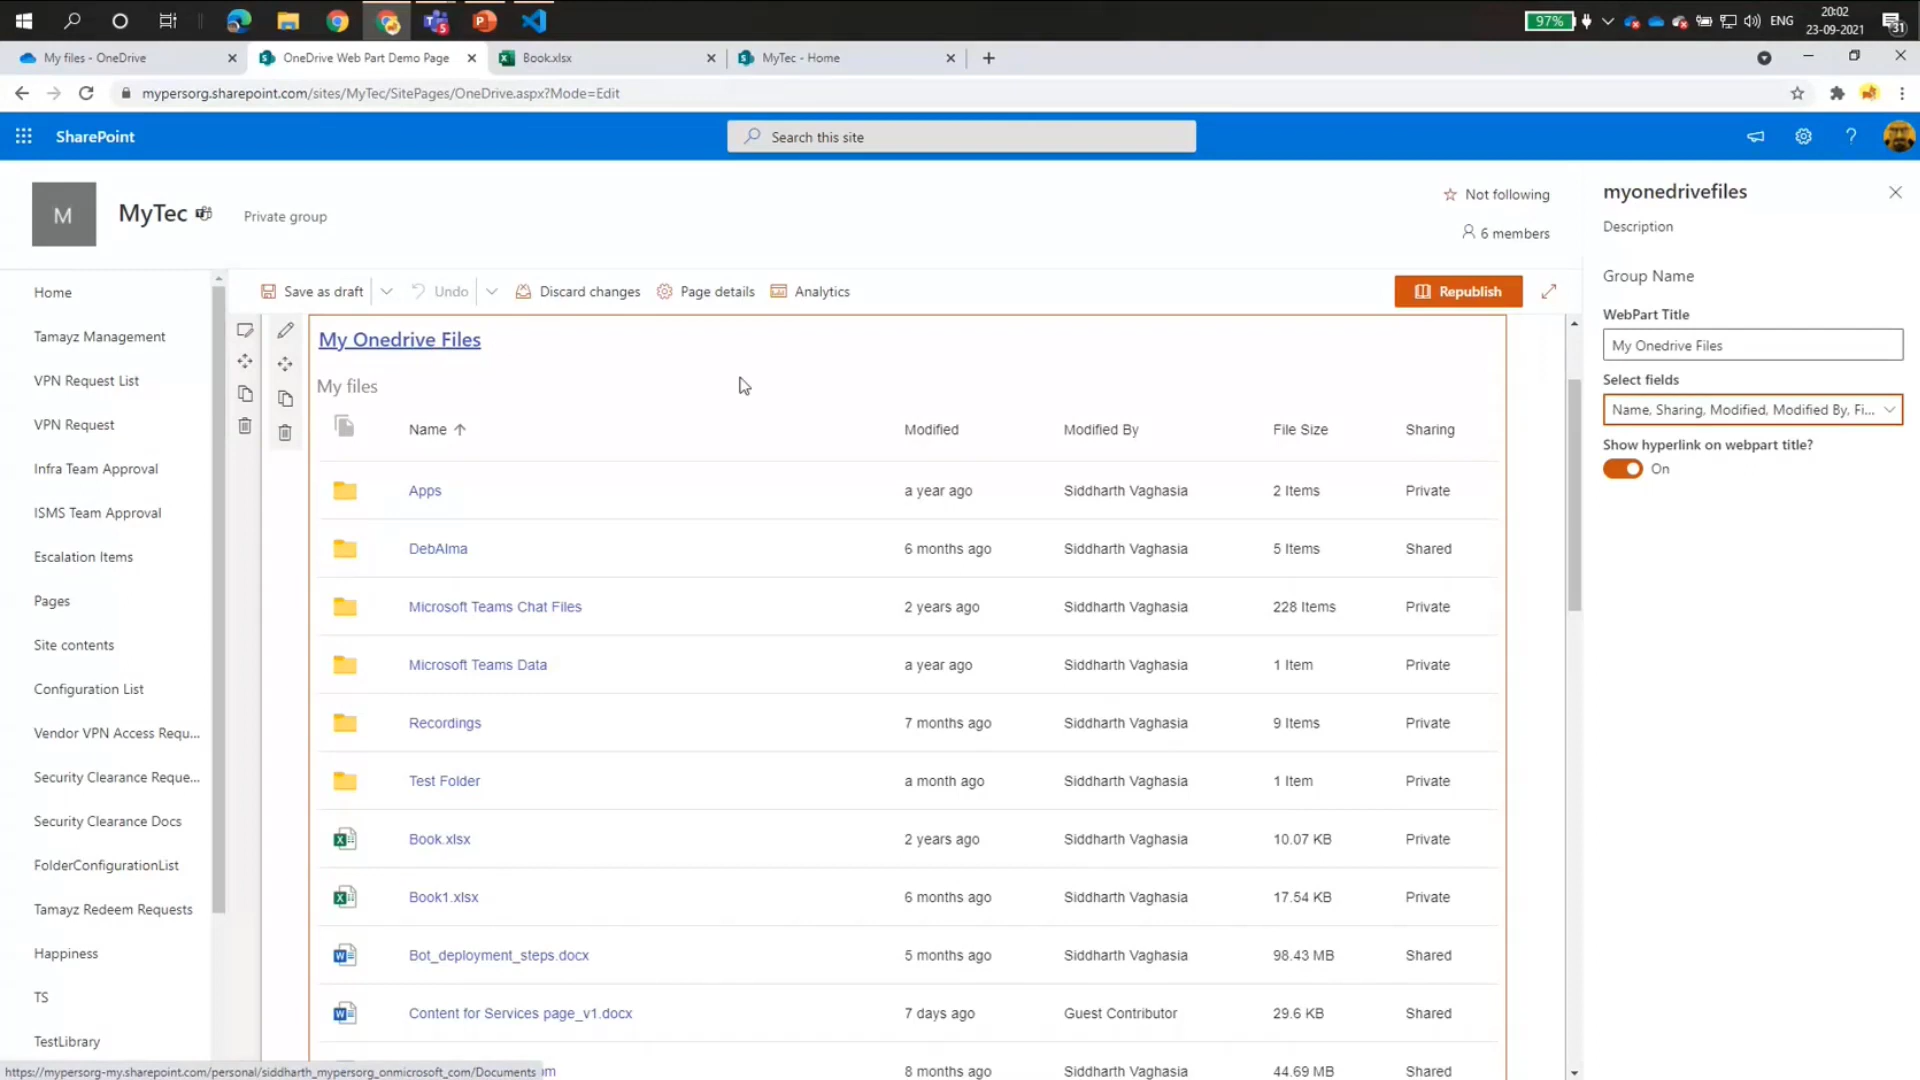 97%
ENG
20:02
23-09-2021
31
My files - OneDrive
OneDrive Web Part Demo Page
Book.xlsx
MyTec - Home
mypersorg.sharepoint.com/sites/MyTec/SitePages/OneDrive.aspx?Mode=Edit
SharePoint
Search this site
M
MyTec
Private group
Not following
6 members
Save as draft
Undo
Discard changes
Page details
Analytics
Republish
Home
Tamayz Management
VPN Request List
VPN Request
Infra Team Approval
ISMS Team Approval
Escalation Items
Pages
Site contents
Configuration List
Vendor VPN Access Requ...
Security Clearance Reque...
Security Clearance Docs
FolderConfigurationList
Tamayz Redeem Requests
Happiness
TS
TestLibrary
My Onedrive Files
My files
Name Modified Modified By File Size Sharing
Apps a year ago Siddharth Vaghasia 2 Items Private
DebAlma 6 months ago Siddharth Vaghasia 5 Items Shared
Microsoft Teams Chat Files 2 years ago Siddharth Vaghasia 228 Items Private
Microsoft Teams Data a year ago Siddharth Vaghasia 1 Item Private
Recordings 7 months ago Siddharth Vaghasia 9 Items Private
Test Folder a month ago Siddharth Vaghasia 1 Item Private
Book.xlsx 2 years ago Siddharth Vaghasia 10.07 KB Private
Book1.xlsx 6 months ago Siddharth Vaghasia 17.54 KB Private
Bot_deployment_steps.docx 5 months ago Siddharth Vaghasia 98.43 MB Shared
Content for Services page_v1.docx 7 days ago Guest Contributor 29.6 KB Shared
8 months ago Siddharth Vaghasia 44.69 MB Shared
https://mypersorg-my.sharepoint.com/personal/siddharth_mypersorg_onmicrosoft_com/Documents
myonedrivefiles
Description
Group Name
WebPart Title
My Onedrive Files
Select fields
Name, Sharing, Modified, Modified By, Fi...
Show hyperlink on webpart title?
On